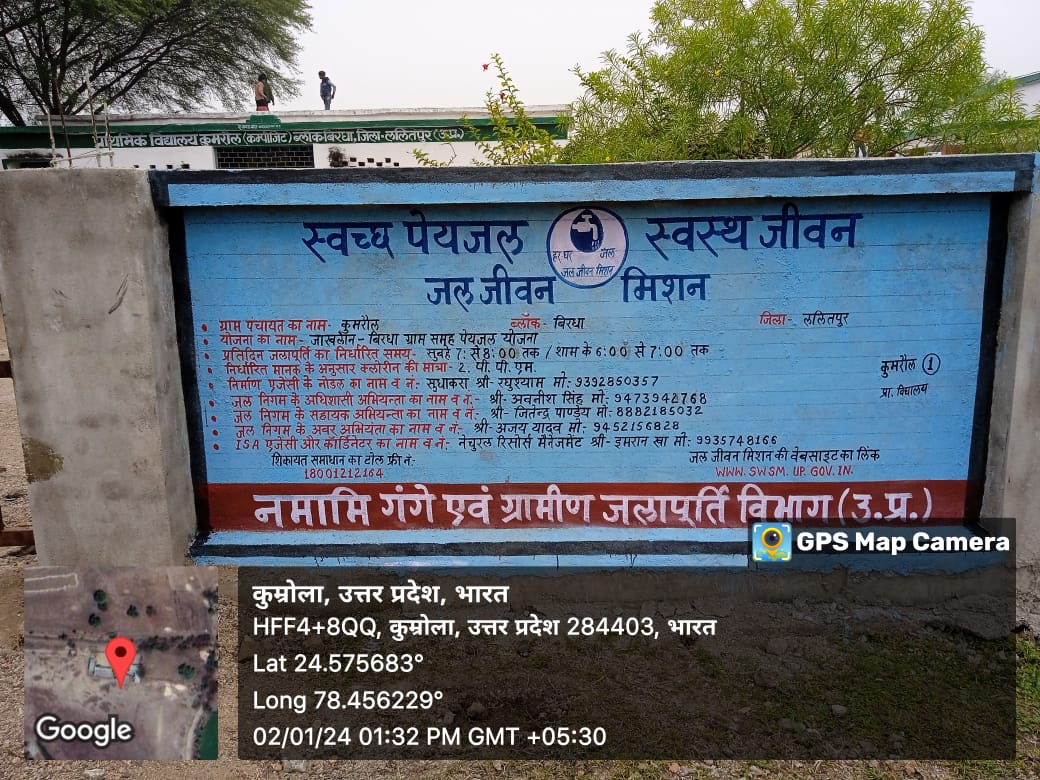 प्राथमिक विद्यालय कुमरौल (कम्पोजिट) ब्लॉक बिरधा, जिला-ललितपुर (उ.प्र.)
स्वच्छ पेयजल स्वस्थ जीवन
हर घर जल
जल जीवन मिशन
जल जीवन मिशन
ग्राम पंचायत का नाम- कुमरौल ब्लॉक- बिरधा जिला- ललितपुर
योजना का नाम- जाखलौन- बिरधा ग्राम समूह पेयजल योजना
प्रतिदिन जलापूर्ति का निर्धारित समय- सुबह 7: से 8:00 तक / शाम के 6:00 से 7:00 तक
निर्धारित मानक के अनुसार क्लोरीन की मात्रा- 2. पी. पी. एम.
निर्माण एजेंसी के नोडल का नाम व नं- सुधाकरा श्री- रघुश्याम मो:- 9392850357
जल निगम के अधिशासी अभियन्ता का नाम व नं- श्री- अवनीश सिंह मो:- 9473942768
जल निगम के सहायक अभियन्ता का नाम व नं:- श्री- जितेन्द्र पाण्डेय मो:- 8882185032
जल निगम के अवर अभियंता का नाम व नं:- श्री- अजय यादव मो:- 9452156828
ISA एजेंसी और कॉर्डिनेटर का नाम व नं:- नेचुरल रिसोर्स मैनेजमेंट श्री- इमरान खा मो:- 9935748166
कुमरौल 1
प्रा. विद्यालय
शिकायत समाधान का टोल फ्री नं:
18001212164
जल जीवन मिशन की वेबसाइट का लिंक
WWW.SWSM.UP.GOV.IN.
नमामि गंगे एवं ग्रामीण जलापूर्ति विभाग (उ.प्र.)
GPS Map Camera
कुम्रोला, उत्तर प्रदेश, भारत
HFF4+8QQ, कुम्रोला, उत्तर प्रदेश 284403, भारत
Lat 24.575683°
Long 78.456229°
02/01/24 01:32 PM GMT +05:30
Google